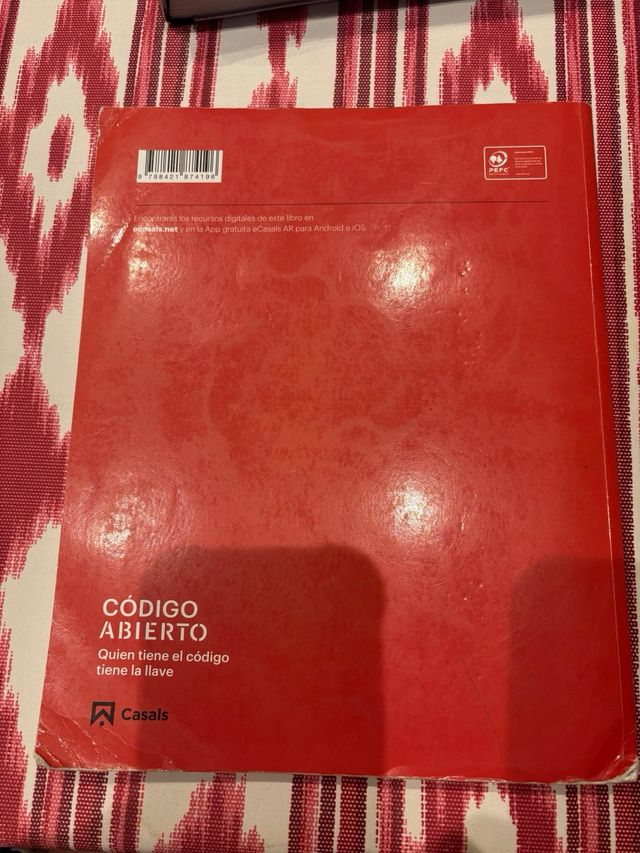 9 788421 874196
PEFC
Encontrarás los recursos digitales de este libro en
ecasals.net y en la App gratuita eCasals AR para Android e iOS.
CÓDIGO
ABIERTO
Quien tiene el código
tiene la llave
Casals